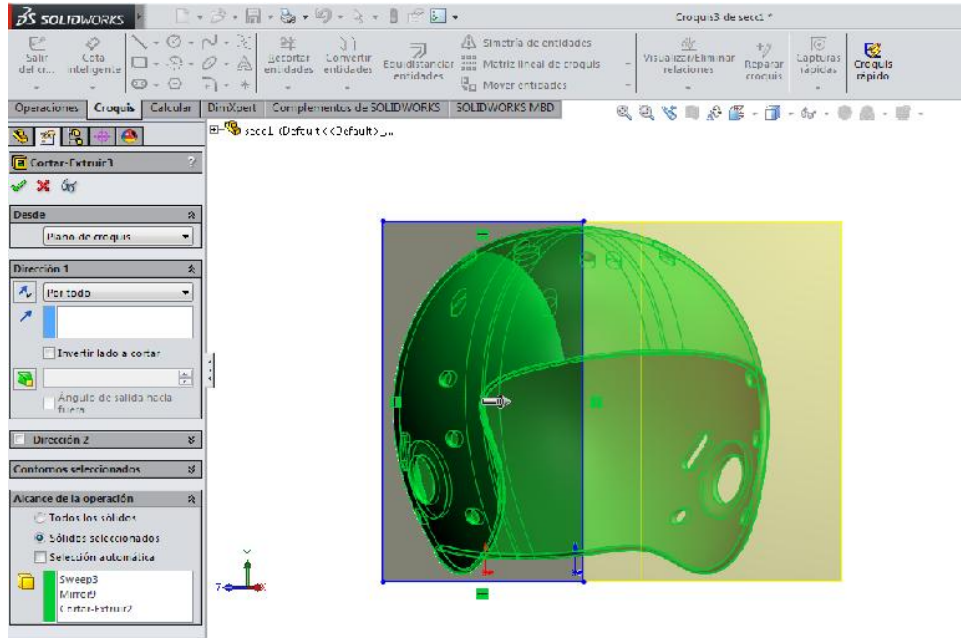 SOLIDWORKS
Croquis3 de secc1 *
Salir del cr...
Cota inteligente
Recortar entidades
Convertir entidades
Equidistanciar entidades
Simetría de entidades
Matriz lineal de croquis
Mover entidades
Visualizar/Eliminar relaciones
Reparar croquis
Capturas rápidas
Croquis rápido
Operaciones Croquis Calcular DimXpert Complementos de SOLIDWORKS SOLIDWORKS MBD
secc1 (Default<<Default>_...
Cortar-Extruir3 ?
Desde
Plano de croquis
Dirección 1
Por todo
Invertir lado a cortar
Ángulo de salida hacia fuera
Dirección 2
Contornos seleccionados
Alcance de la operación
Todos los sólidos
Sólidos seleccionados
Selección automática
Sweep3
Mirror9
Cortar-Extruir2